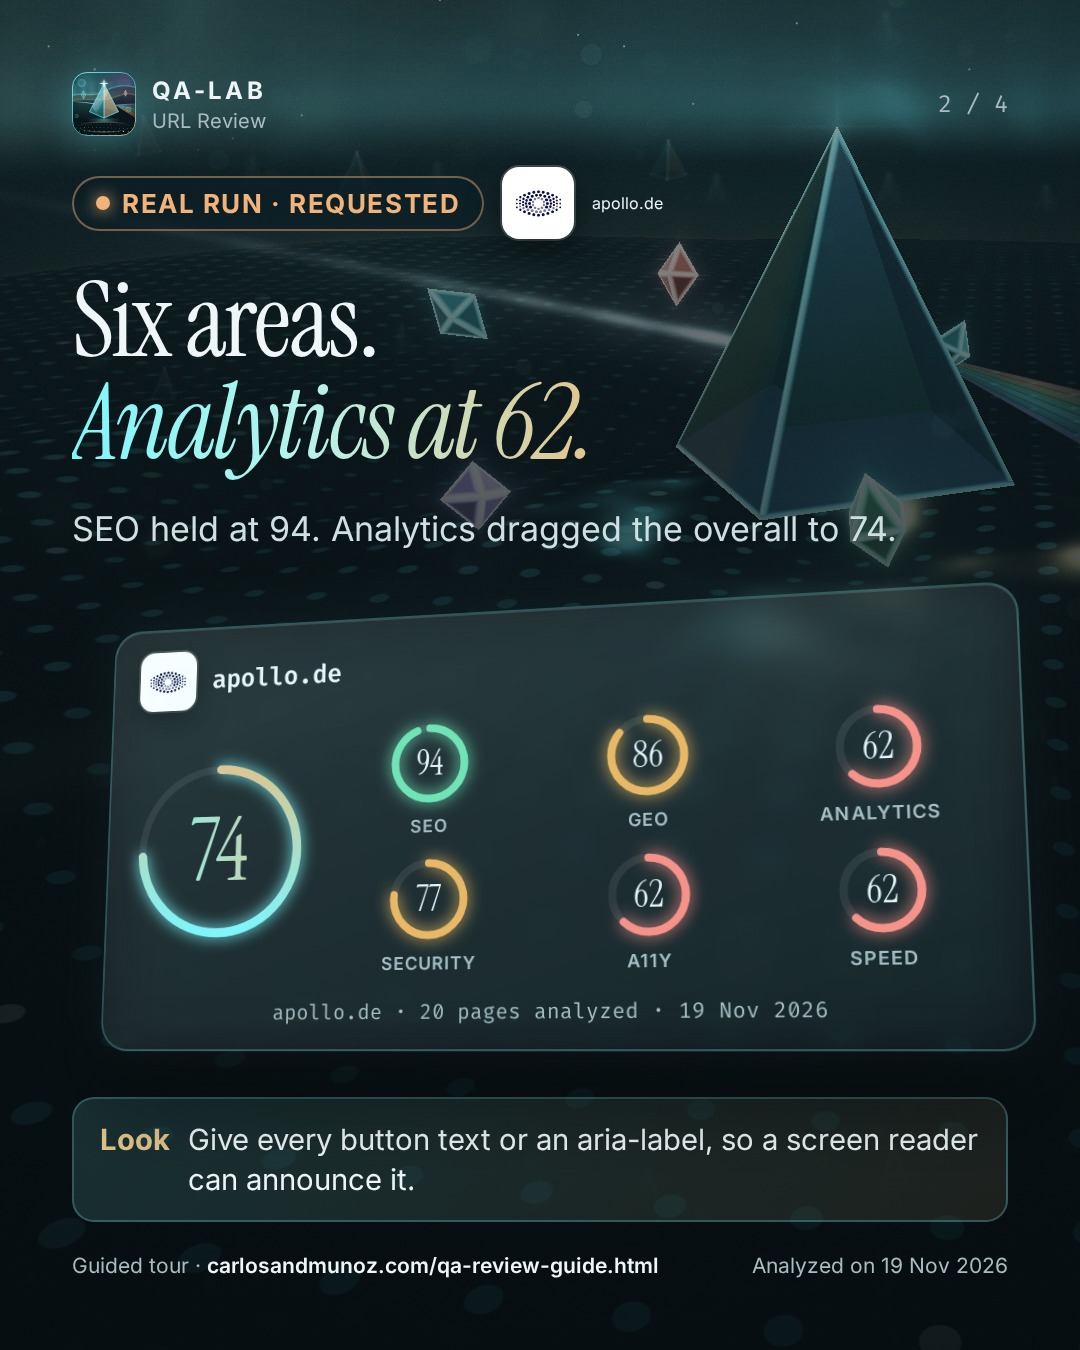 QA-LAB
URL Review
2 / 4
REAL RUN · REQUESTED
apollo.de
Six areas.
Analytics at 62.
SEO held at 94. Analytics dragged the overall to 74.
apollo.de
74
94
SEO
86
GEO
62
ANALYTICS
77
SECURITY
62
A11Y
62
SPEED
apollo.de · 20 pages analyzed · 19 Nov 2026
Look Give every button text or an aria-label, so a screen reader
can announce it.
Guided tour · carlosandmunoz.com/qa-review-guide.html
Analyzed on 19 Nov 2026